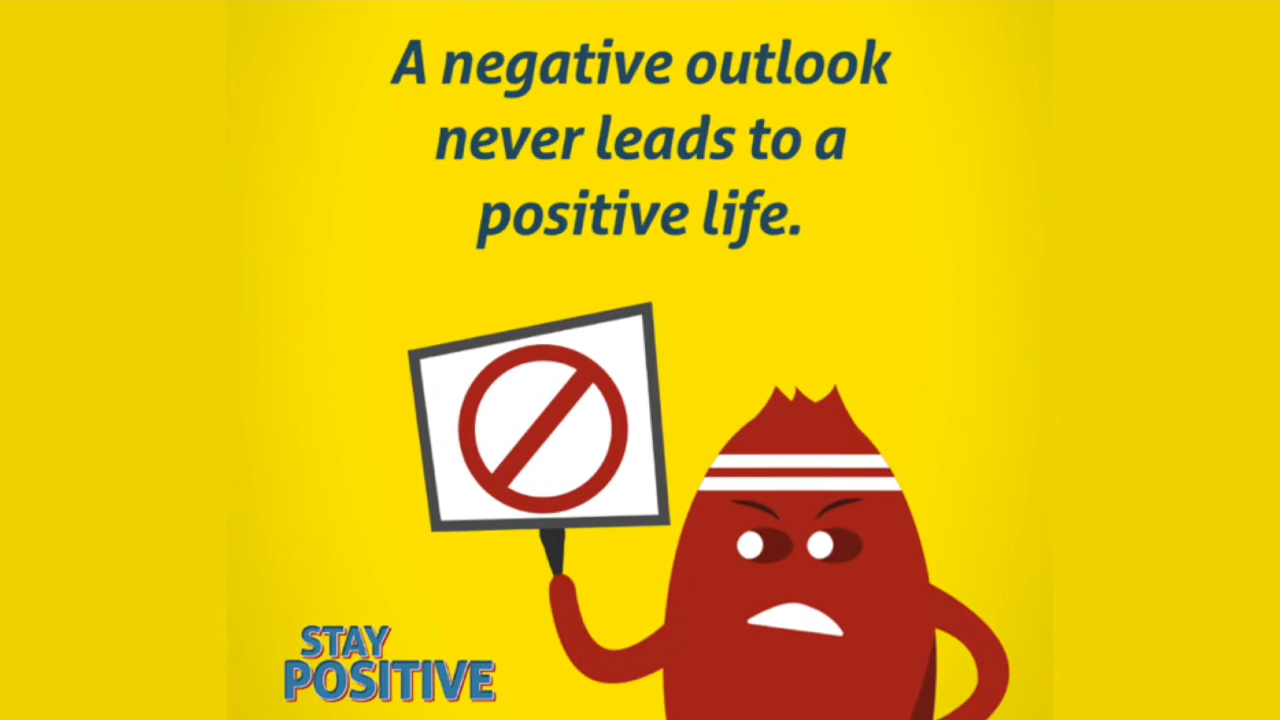 A negative outlook
never leads to a
positive life.
STAY
POSITIVE